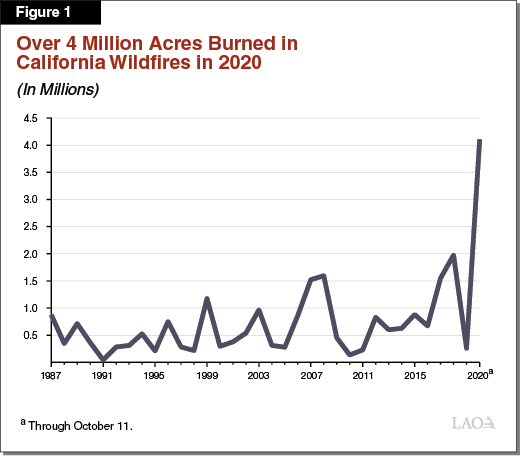 Figure 1
Over 4 Million Acres Burned in
California Wildfires in 2020
(In Millions)
4.5
4.0
3.5
3.0
2.5
2.0
1.5
1.0
0.5
1987 1991 1995 1999 2003 2007 2011 2015 2020a
a Through October 11.
LAO